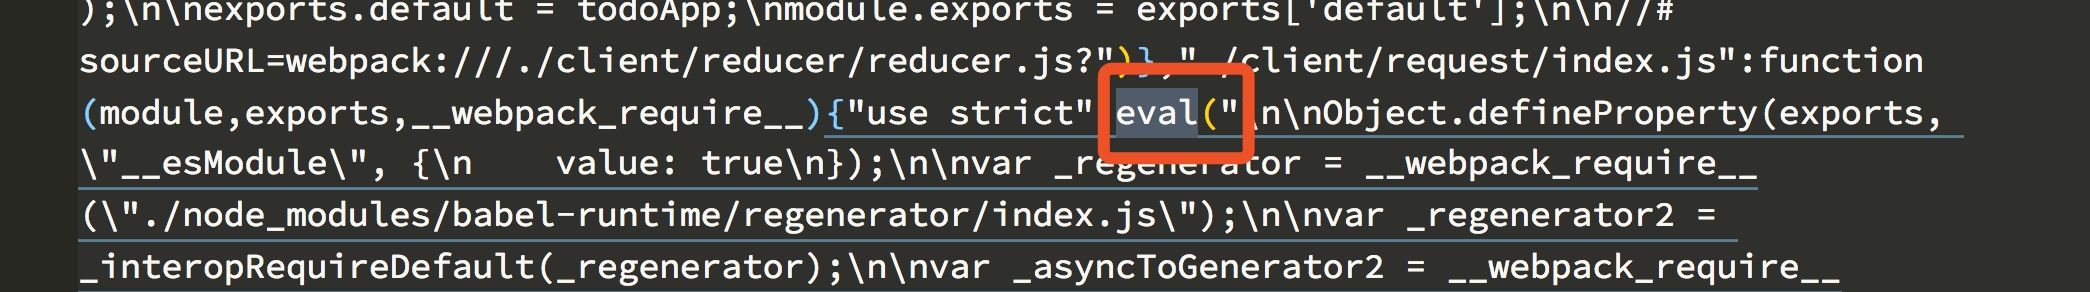 );\n\nexports.default = todoApp;\nmodule.exports = exports['default'];\n\n//#
sourceURL=webpack:///./client/reducer/reducer.js?")},"./client/request/index.js":function
(module,exports,__webpack_require__){"use strict";eval("\n\nObject.defineProperty(exports,
\"__esModule\", {\n    value: true\n});\n\nvar _regenerator = __webpack_require__
(\"./node_modules/babel-runtime/regenerator/index.js\");\n\nvar _regenerator2 =
_interopRequireDefault(_regenerator);\n\nvar _asyncToGenerator2 = __webpack_require__